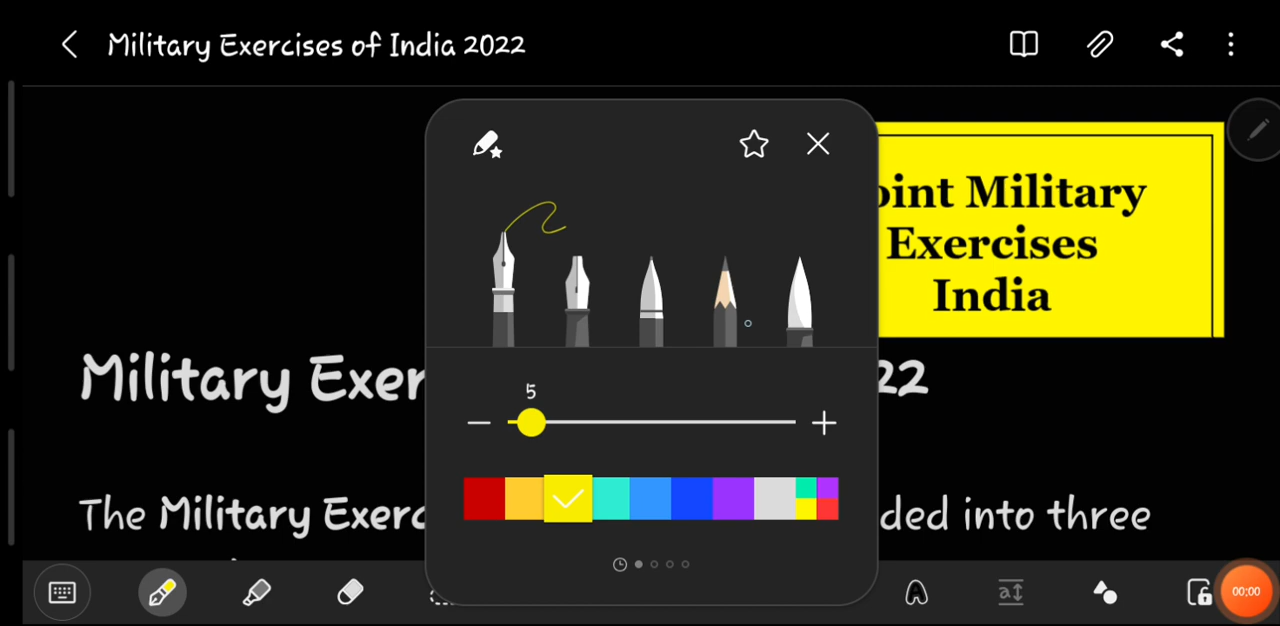 Military Exercises of India 2022
oint Military
Exercises
India
Military Exer 22
5
The Military Exerc ded into three
A
a
00:00